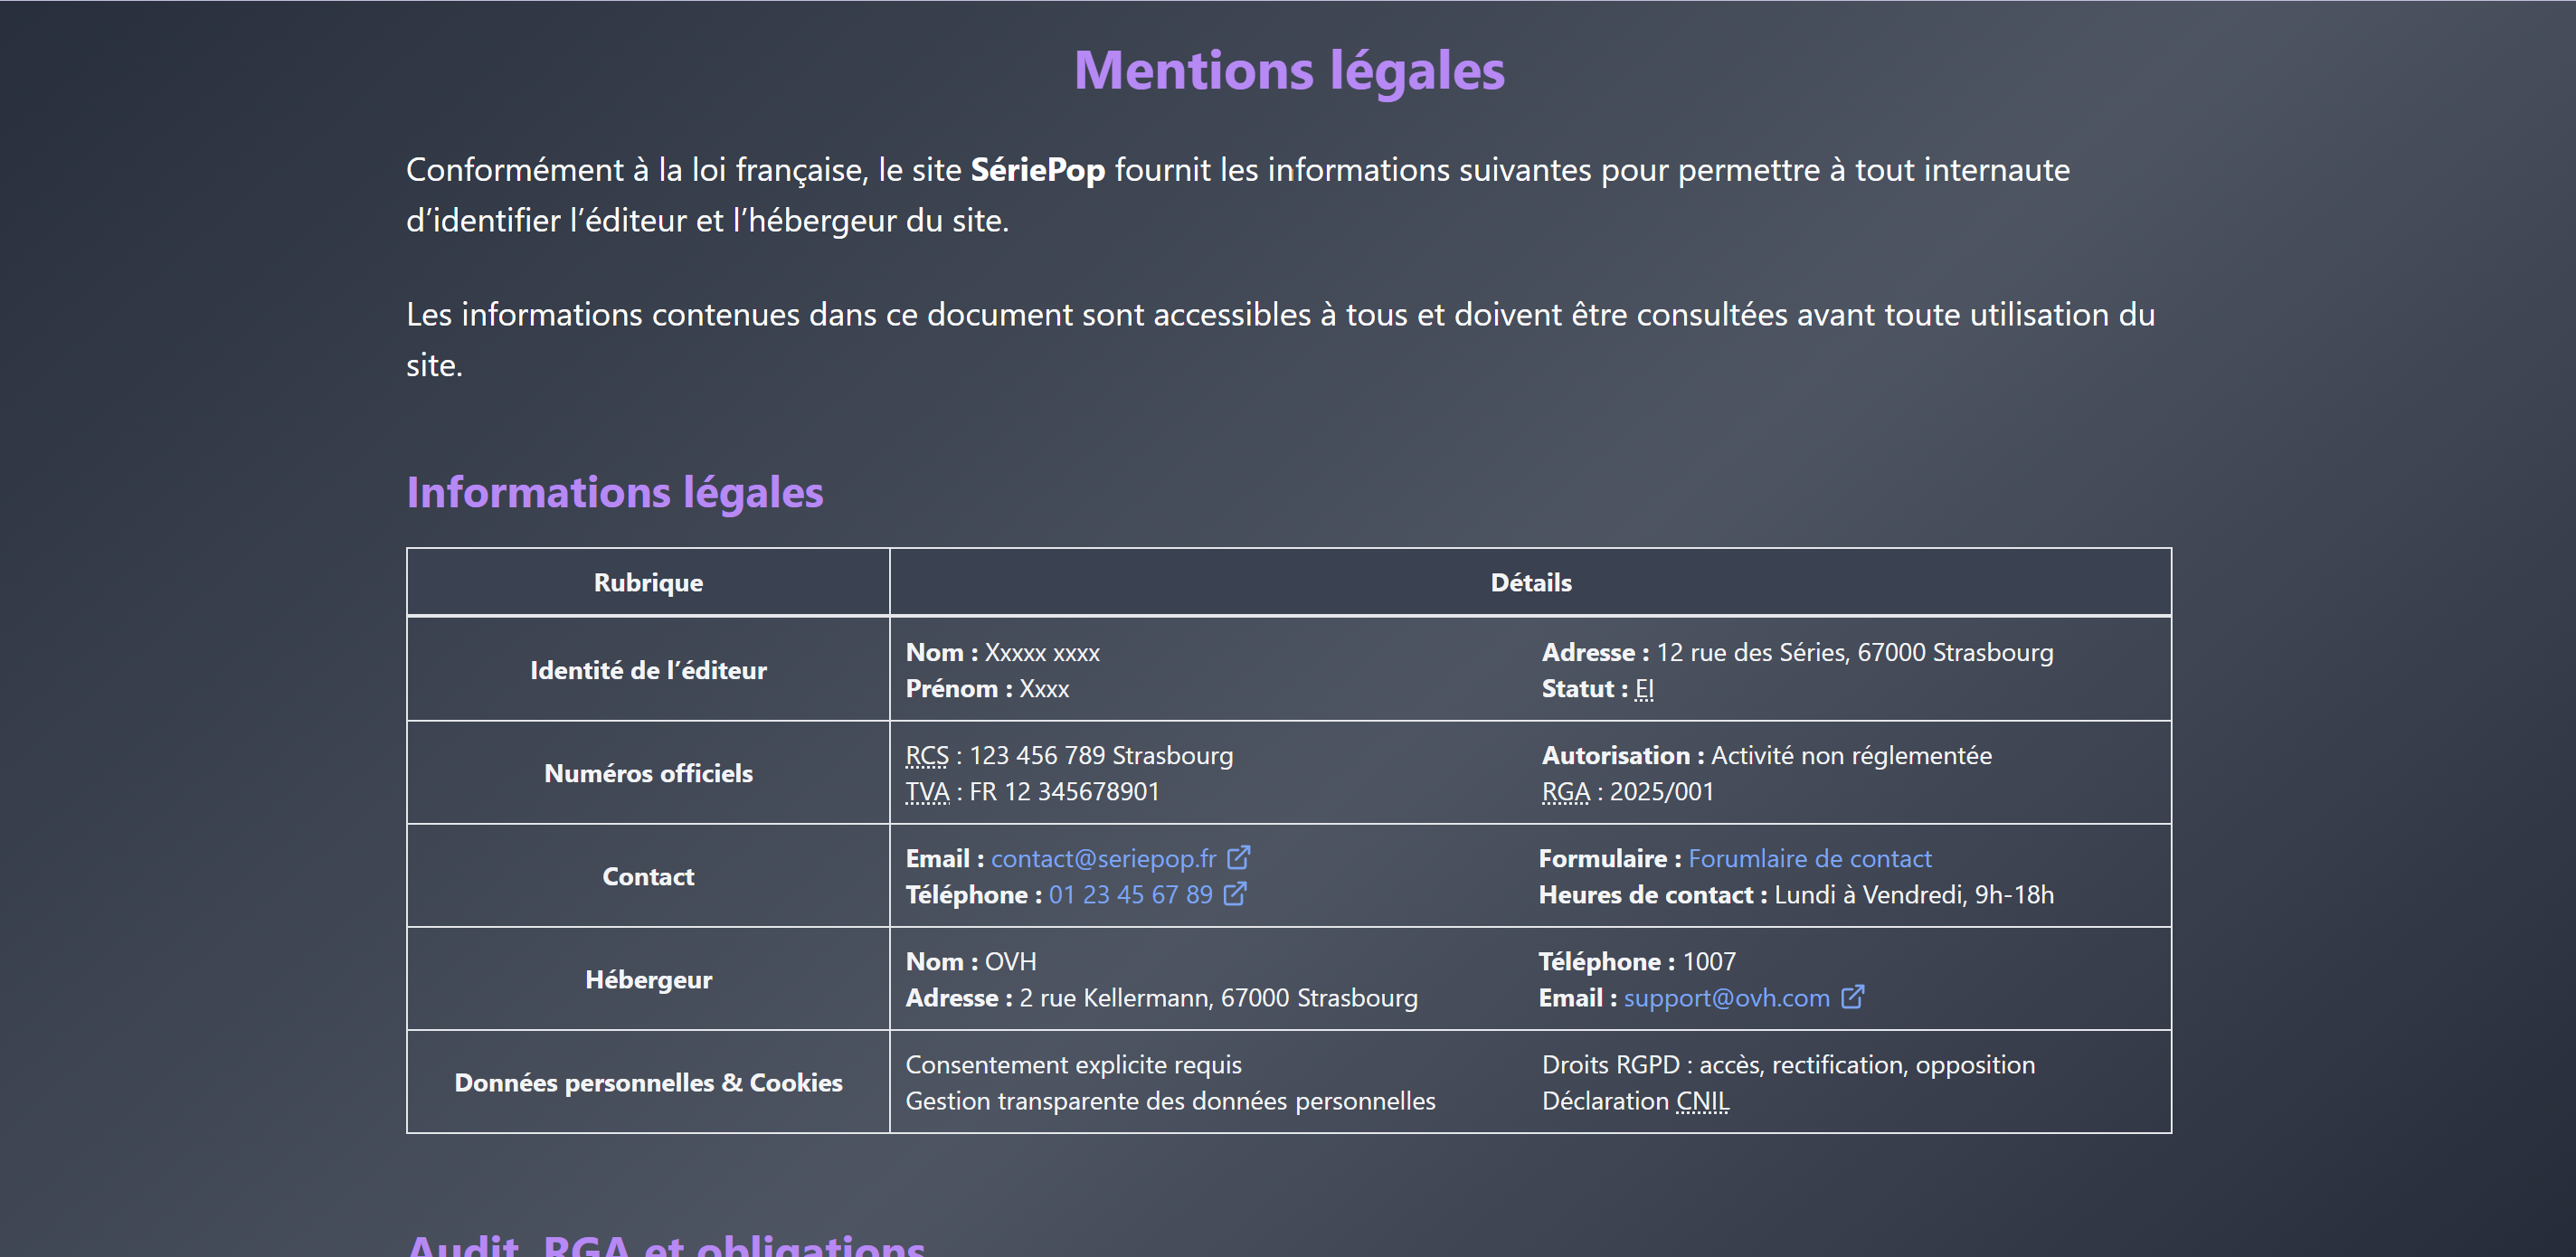 Mentions légales
Conformément à la loi française, le site SériePop fournit les informations suivantes pour permettre à tout internaute
d’identifier l’éditeur et l’hébergeur du site.
Les informations contenues dans ce document sont accessibles à tous et doivent être consultées avant toute utilisation du
site.
Informations légales
Rubrique Détails
Identité de l’éditeur
Nom : Xxxxx xxxx
Prénom : Xxxx
Adresse : 12 rue des Séries, 67000 Strasbourg
Statut : EI
Numéros officiels
RCS : 123 456 789 Strasbourg
TVA : FR 12 345678901
Autorisation : Activité non réglementée
RGA : 2025/001
Contact
Email : contact@seriepop.fr
Téléphone : 01 23 45 67 89
Formulaire : Forumlaire de contact
Heures de contact : Lundi à Vendredi, 9h-18h
Hébergeur
Nom : OVH
Adresse : 2 rue Kellermann, 67000 Strasbourg
Téléphone : 1007
Email : support@ovh.com
Données personnelles & Cookies
Consentement explicite requis
Gestion transparente des données personnelles
Droits RGPD : accès, rectification, opposition
Déclaration CNIL
Audit, RGA et obligations